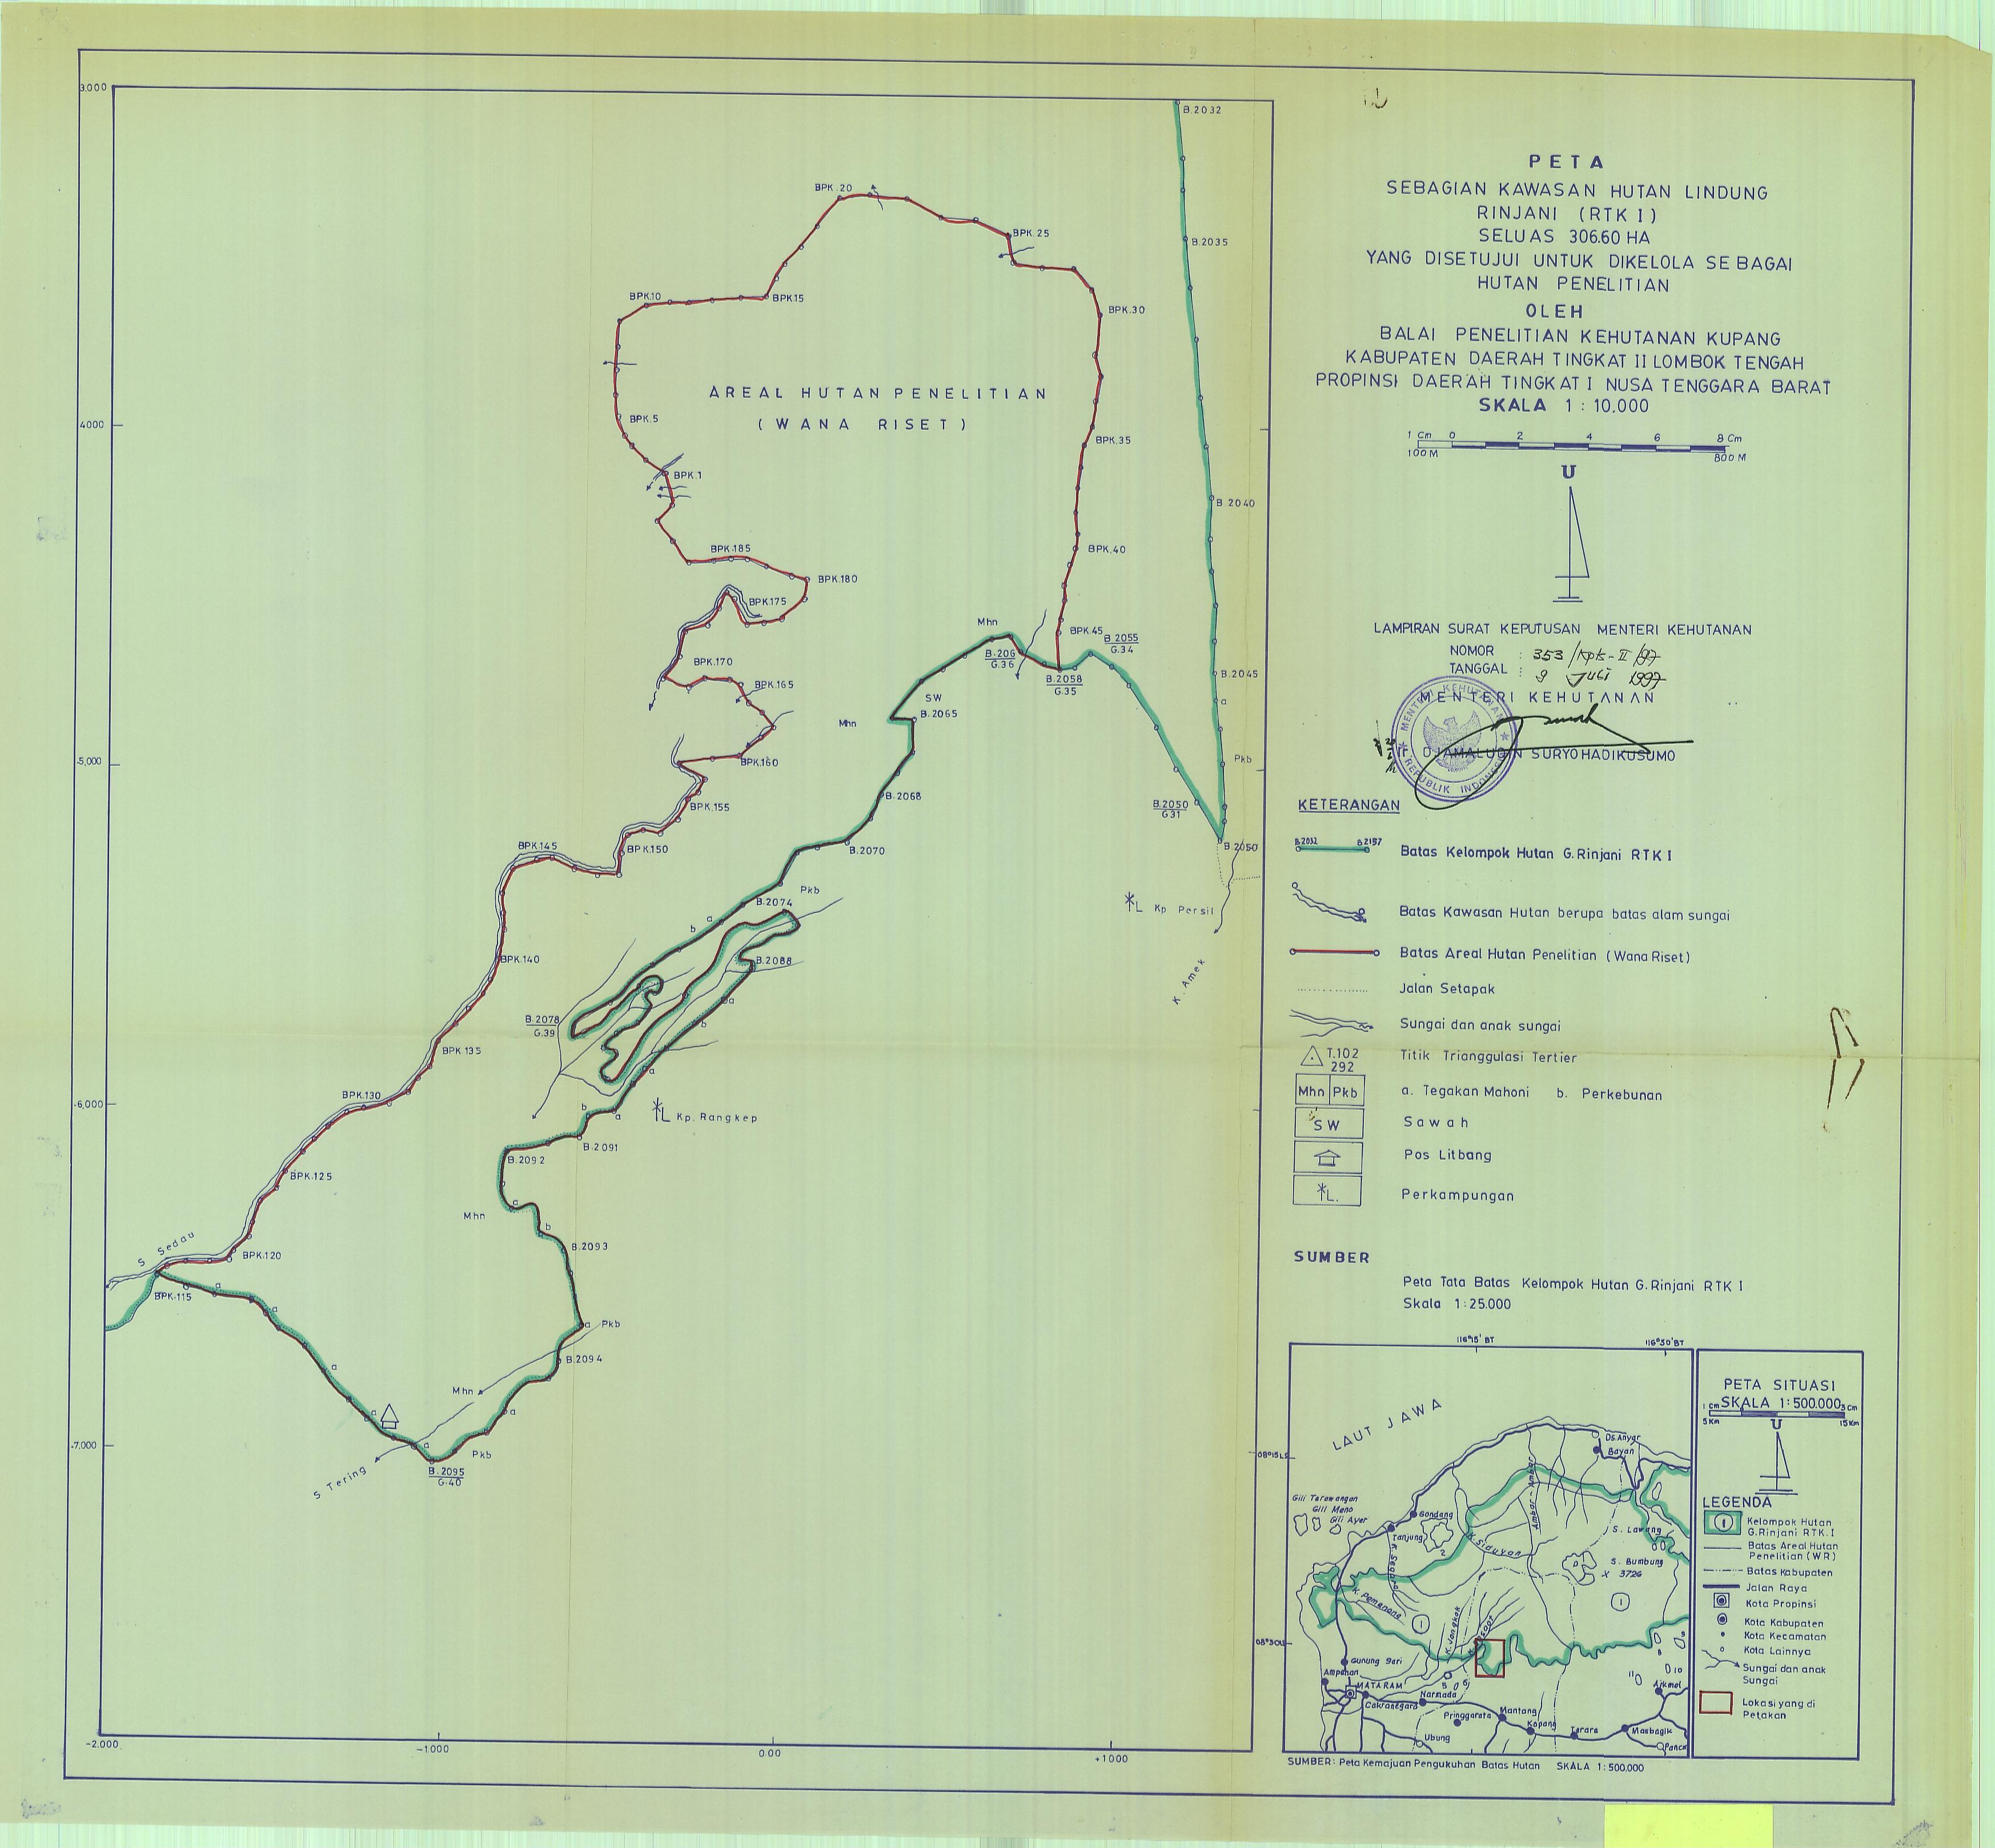 PETA
SEBAGIAN KAWASAN HUTAN LINDUNG
RINJANI (RTK I)
SELUAS 306.60 HA
YANG DISETUJUI UNTUK DIKELOLA SEBAGAI
HUTAN PENELITIAN
OLEH
BALAI PENELITIAN KEHUTANAN KUPANG
KABUPATEN DAERAH TINGKAT II LOMBOK TENGAH
PROPINSI DAERAH TINGKAT I NUSA TENGGARA BARAT
SKALA 1 : 10.000
1 Cm 0 2 4 6 8 Cm
100 M 800 M
U
LAMPIRAN SURAT KEPUTUSAN MENTERI KEHUTANAN
NOMOR : 353/Kpts-II/97
TANGGAL : 9 Juli 1997
MENTERI KEHUTANAN
MENTERI KEHUTANAN
REPUBLIK INDONESIA
Ir. DJAMALUDIN SURYOHADIKUSUMO
KETERANGAN
B.2032 B.2157
Batas Kelompok Hutan G.Rinjani RTK I
Batas Kawasan Hutan berupa batas alam sungai
Batas Areal Hutan Penelitian (Wana Riset)
Jalan Setapak
Sungai dan anak sungai
T.102
292
Titik Trianggulasi Tertier
Mhn Pkb
a. Tegakan Mahoni b. Perkebunan
SW
Sawah
Pos Litbang
L.
Perkampungan
SUMBER
Peta Tata Batas Kelompok Hutan G.Rinjani RTK I
Skala 1:25.000
3.000
4000
-5,000
-6,000
-7,000
-2.000
-1.000
0.00
+1000
B.2032
B.2035
B.2040
B.2045
a
Pkb
B.2050
B.2050
G31
BPK.20
BPK.25
BPK.10
BPK.15
BPK.30
AREAL HUTAN PENELITIAN
(WANA RISET)
BPK.5
BPK.35
BPK.1
BPK.40
BPK.185
BPK.180
BPK.175
BPK.45
B.2055
G.34
Mhn
B.206
G.36
B.2058
G.35
BPK.170
BPK.165
SW
B.2065
Mhn
BPK.160
B.2068
BPK.155
BPK.145
BPK.150
B.2070
Pkb
B.2074
a
b
Kp Persil
K. Amek
BPK.140
B.2088
a
b
B.2078
G.39
BPK.135
a
BPK.130
b
a
Kp. Rangkep
B.2091
B.2092
BPK.125
a
Mhn
b
B.2093
S Sedau
BPK.120
BPK.115
a
a
a
Pkb
B.2094
a
Mhn
a
a
a
Pkb
S Tering
B.2095
G.40
116°15' BT
116°30' BT
08°15 LS
08°30 LS
LAUT JAWA
Ds. Anyar
Bayan
Gili Tarawangan
Gili Meno
Gili Ayer
Gondang
Tanjung
2
K. Segara
K. Sidutan
Ambar - Ambar
S. Lawang
S. Bumbung
X 3726
K. Pemenang
I
I
K. Jangkok
Gunung Sari
Ampenan
MATARAM
Cakranegara
Narmada
Pringgarata
Mantang
Kopang
Terara
Masbagik
Aikmel
Ubung
11
10
PETA SITUASI
SKALA 1:500.000
1 Cm 3 Cm
5 Km 15 Km
U
LEGENDA
I
Kelompok Hutan
G.Rinjani RTK.I
Batas Areal Hutan
Penelitian (WR)
Batas Kabupaten
Jalan Raya
Kota Propinsi
Kota Kabupaten
Kota Kecamatan
Kota Lainnya
Sungai dan anak
Sungai
Lokasi yang di
Petakan
SUMBER: Peta Kemajuan Pengukuhan Batas Hutan SKALA 1:500.000